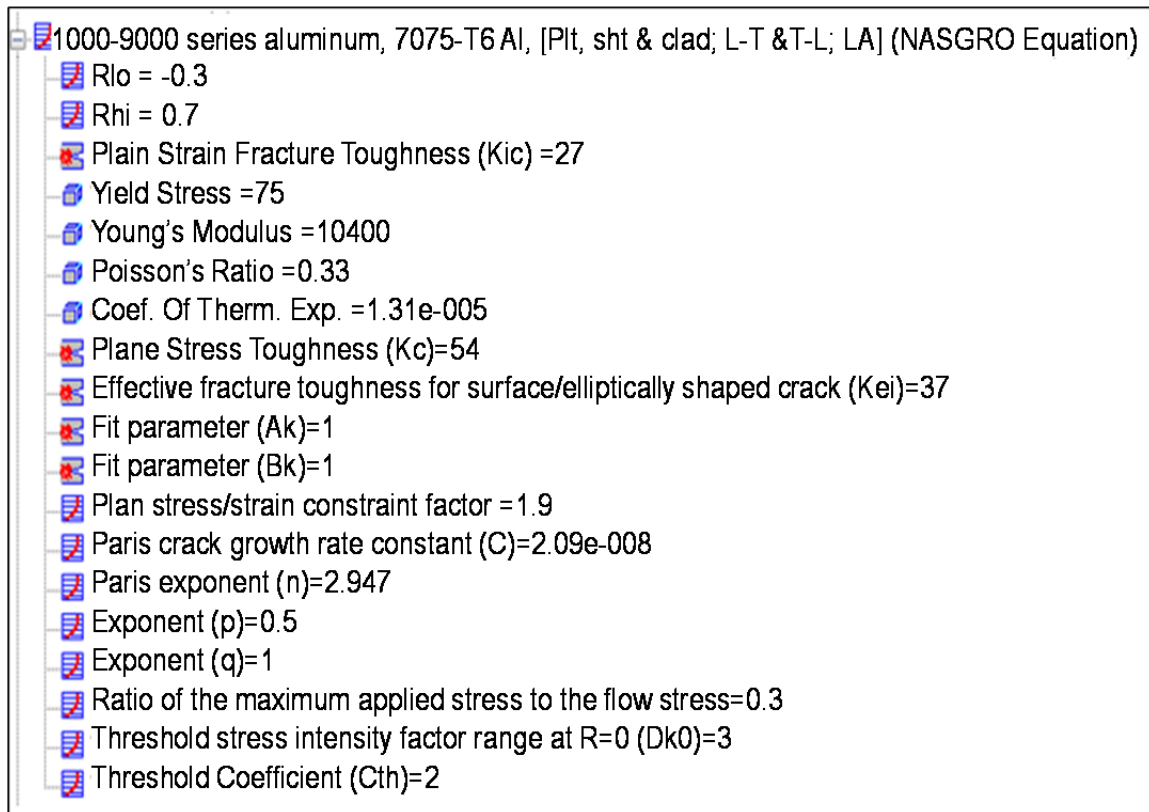 1000-9000 series aluminum, 7075-T6 Al, [Plt, sht & clad; L-T &T-L; LA] (NASGRO Equation)
Rlo = -0.3
Rhi = 0.7
Plain Strain Fracture Toughness (Kic) =27
Yield Stress =75
Young's Modulus =10400
Poisson's Ratio =0.33
Coef. Of Therm. Exp. =1.31e-005
Plane Stress Toughness (Kc)=54
Effective fracture toughness for surface/elliptically shaped crack (Kei)=37
Fit parameter (Ak)=1
Fit parameter (Bk)=1
Plan stress/strain constraint factor =1.9
Paris crack growth rate constant (C)=2.09e-008
Paris exponent (n)=2.947
Exponent (p)=0.5
Exponent (q)=1
Ratio of the maximum applied stress to the flow stress=0.3
Threshold stress intensity factor range at R=0 (Dk0)=3
Threshold Coefficient (Cth)=2